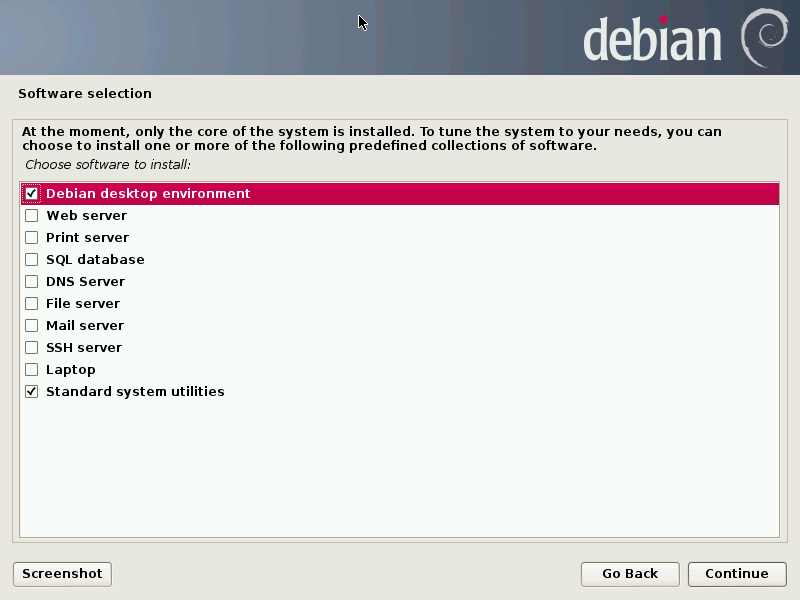 debian
Software selection
At the moment, only the core of the system is installed. To tune the system to your needs, you can
choose to install one or more of the following predefined collections of software.
Choose software to install:
Debian desktop environment
Web server
Print server
SQL database
DNS Server
File server
Mail server
SSH server
Laptop
Standard system utilities
Screenshot
Go Back
Continue